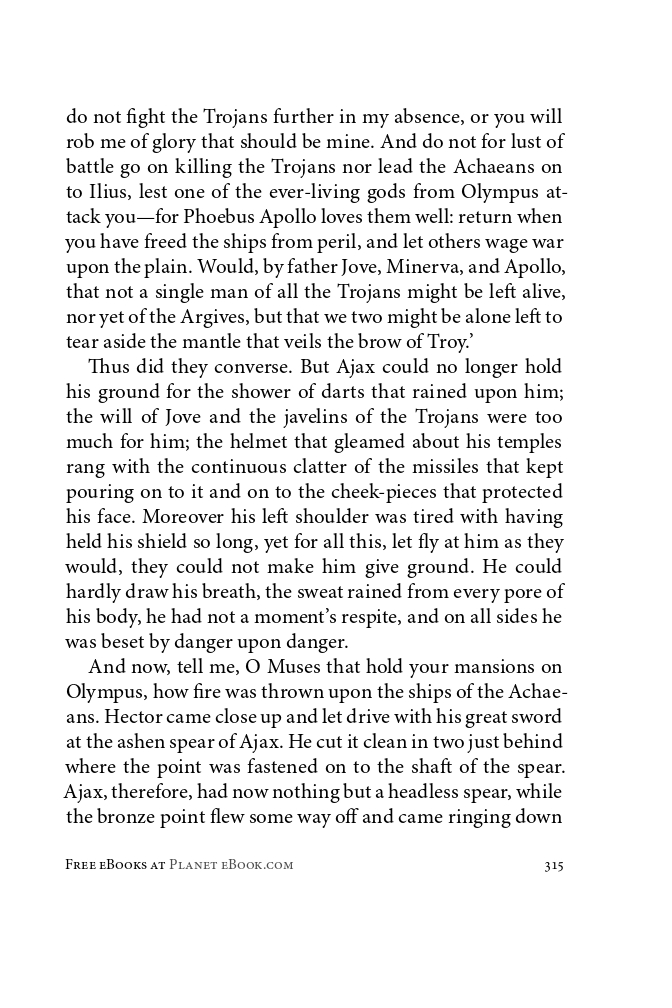 do not fight the Trojans further in my absence, or you will
rob me of glory that should be mine. And do not for lust of
battle go on killing the Trojans nor lead the Achaeans on
to Ilius, lest one of the ever-living gods from Olympus at-
tack you—for Phoebus Apollo loves them well: return when
you have freed the ships from peril, and let others wage war
upon the plain. Would, by father Jove, Minerva, and Apollo,
that not a single man of all the Trojans might be left alive,
nor yet of the Argives, but that we two might be alone left to
tear aside the mantle that veils the brow of Troy.’
Thus did they converse. But Ajax could no longer hold
his ground for the shower of darts that rained upon him;
the will of Jove and the javelins of the Trojans were too
much for him; the helmet that gleamed about his temples
rang with the continuous clatter of the missiles that kept
pouring on to it and on to the cheek-pieces that protected
his face. Moreover his left shoulder was tired with having
held his shield so long, yet for all this, let fly at him as they
would, they could not make him give ground. He could
hardly draw his breath, the sweat rained from every pore of
his body, he had not a moment’s respite, and on all sides he
was beset by danger upon danger.
And now, tell me, O Muses that hold your mansions on
Olympus, how fire was thrown upon the ships of the Achae-
ans. Hector came close up and let drive with his great sword
at the ashen spear of Ajax. He cut it clean in two just behind
where the point was fastened on to the shaft of the spear.
Ajax, therefore, had now nothing but a headless spear, while
the bronze point flew some way off and came ringing down
Free eBooks at Planet eBook.com 315